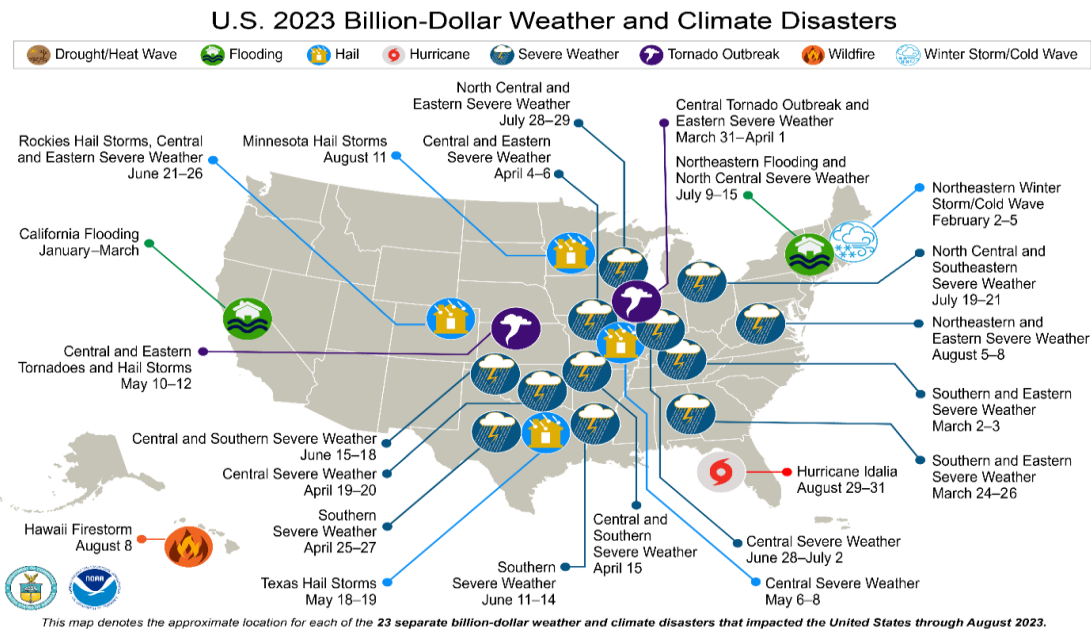 U.S. 2023 Billion-Dollar Weather and Climate Disasters
Drought/Heat Wave
Flooding
Hail
Hurricane
Severe Weather
Tornado Outbreak
Wildfire
Winter Storm/Cold Wave
North Central and
Eastern Severe Weather
July 28–29
Central Tornado Outbreak and
Eastern Severe Weather
March 31–April 1
Rockies Hail Storms, Central
and Eastern Severe Weather
June 21–26
Minnesota Hail Storms
August 11
Central and Eastern
Severe Weather
April 4–6
Northeastern Flooding and
North Central Severe Weather
July 9–15
Northeastern Winter
Storm/Cold Wave
February 2–5
California Flooding
January–March
North Central and
Southeastern
Severe Weather
July 19–21
Northeastern and
Eastern Severe Weather
August 5–8
Central and Eastern
Tornadoes and Hail Storms
May 10–12
Southern and Eastern
Severe Weather
March 2–3
Central and Southern Severe Weather
June 15–18
Southern and Eastern
Severe Weather
March 24–26
Central Severe Weather
April 19–20
Hurricane Idalia
August 29–31
Southern
Severe Weather
April 25–27
Central and
Southern
Severe Weather
April 15
Hawaii Firestorm
August 8
Central Severe Weather
June 28–July 2
Texas Hail Storms
May 18–19
Southern
Severe Weather
June 11–14
Central Severe Weather
May 6–8
NOAA
This map denotes the approximate location for each of the 23 separate billion-dollar weather and climate disasters that impacted the United States through August 2023.